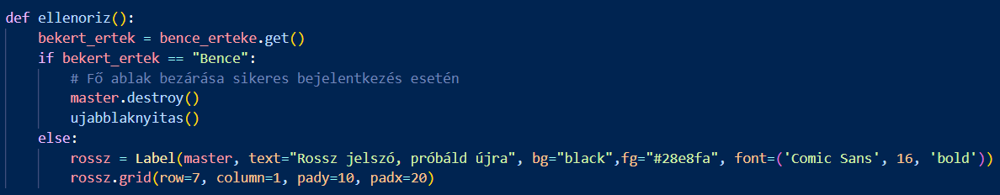 def ellenoriz():
    bekert_ertek = bence_erteke.get()
    if bekert_ertek == "Bence":
        # Fő ablak bezárása sikeres bejelentkezés esetén
        master.destroy()
        ujabblaknyitas()
    else:
        rossz = Label(master, text="Rossz jelszó, próbáld újra", bg="black",fg="#28e8fa", font=('Comic Sans', 16, 'bold'))
        rossz.grid(row=7, column=1, pady=10, padx=20)